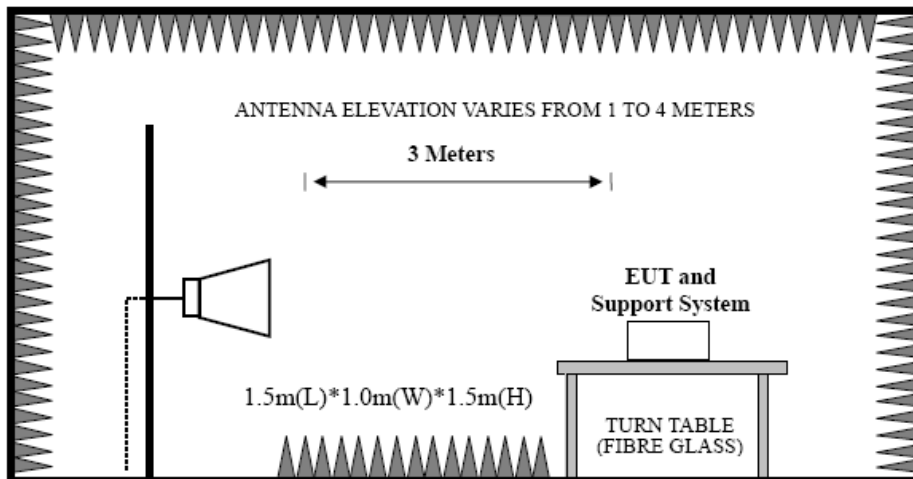 ANTENNA ELEVATION VARIES FROM 1 TO 4 METERS
3 Meters
EUT and
Support System
1.5m(L)*1.0m(W)*1.5m(H)
TURN TABLE
(FIBRE GLASS)